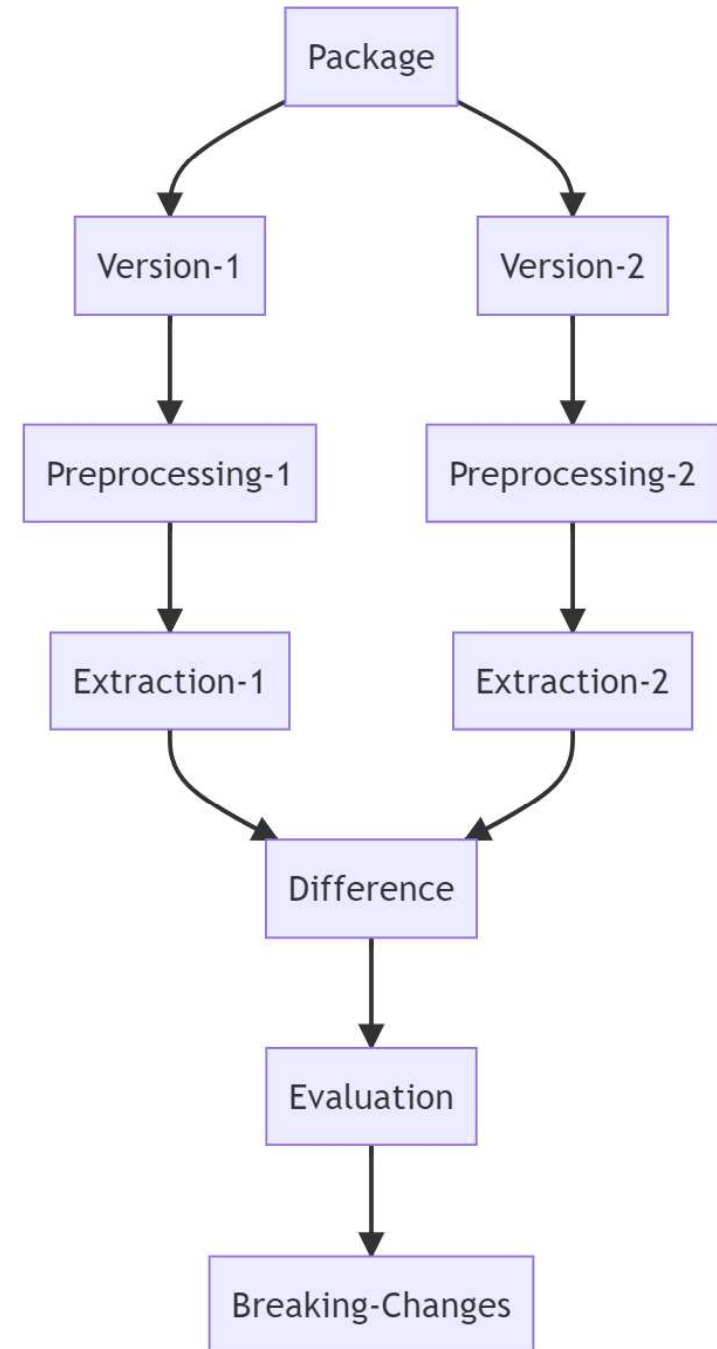 Package
Version-1
Version-2
Preprocessing-1
Preprocessing-2
Extraction-1
Extraction-2
Difference
Evaluation
Breaking-Changes